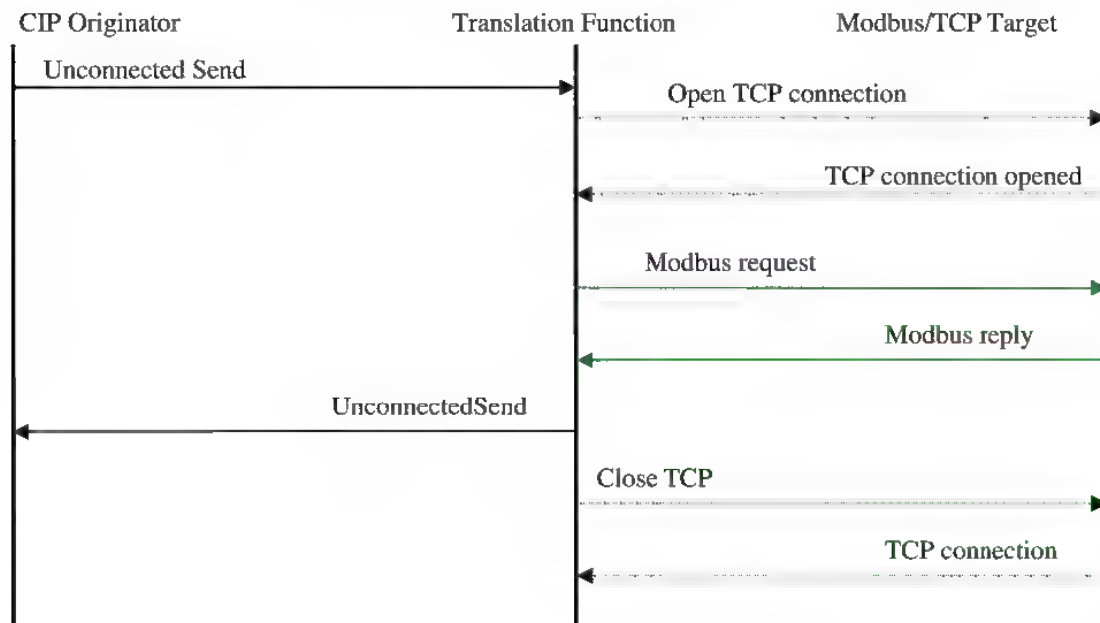 CIP Originator Translation Function Modbus/TCP Target
Unconnected Send
Open TCP connection
TCP connection opened
Modbus request
Modbus reply
UnconnectedSend
Close TCP
TCP connection